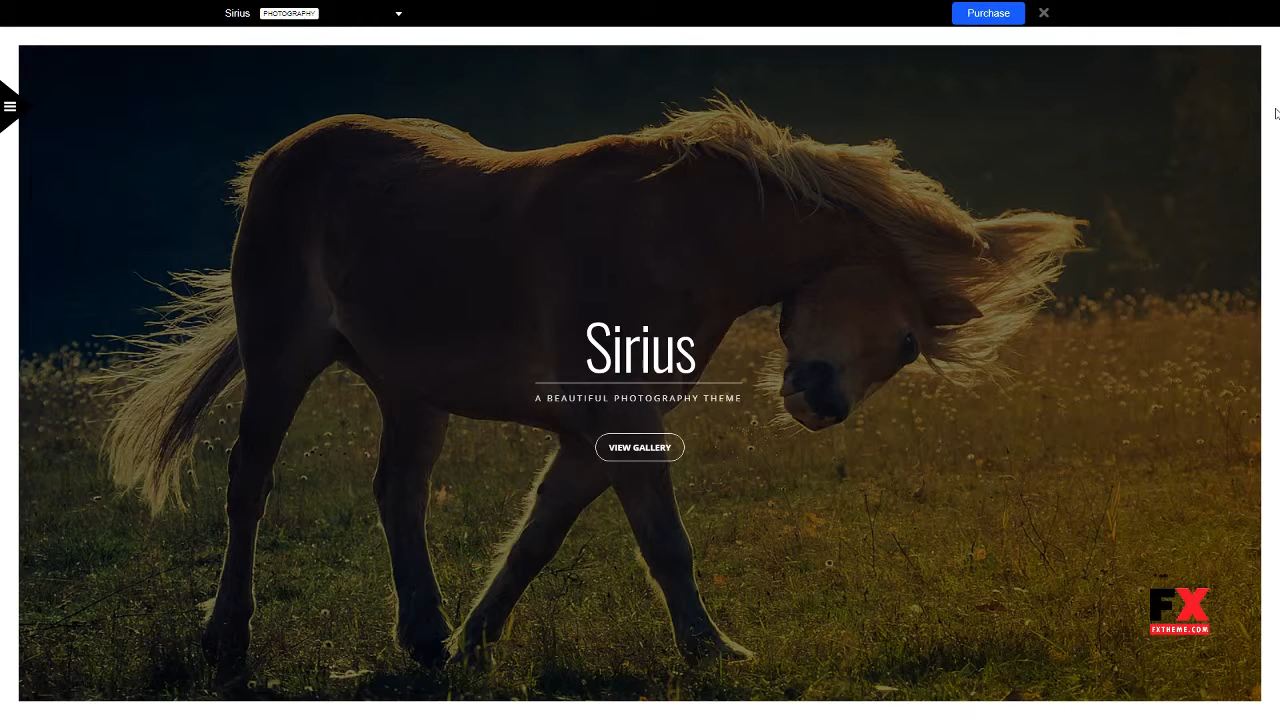 Sirius PHOTOGRAPHY Purchase
Sirius
A BEAUTIFUL PHOTOGRAPHY THEME
VIEW GALLERY
FX
FXTHEME.COM